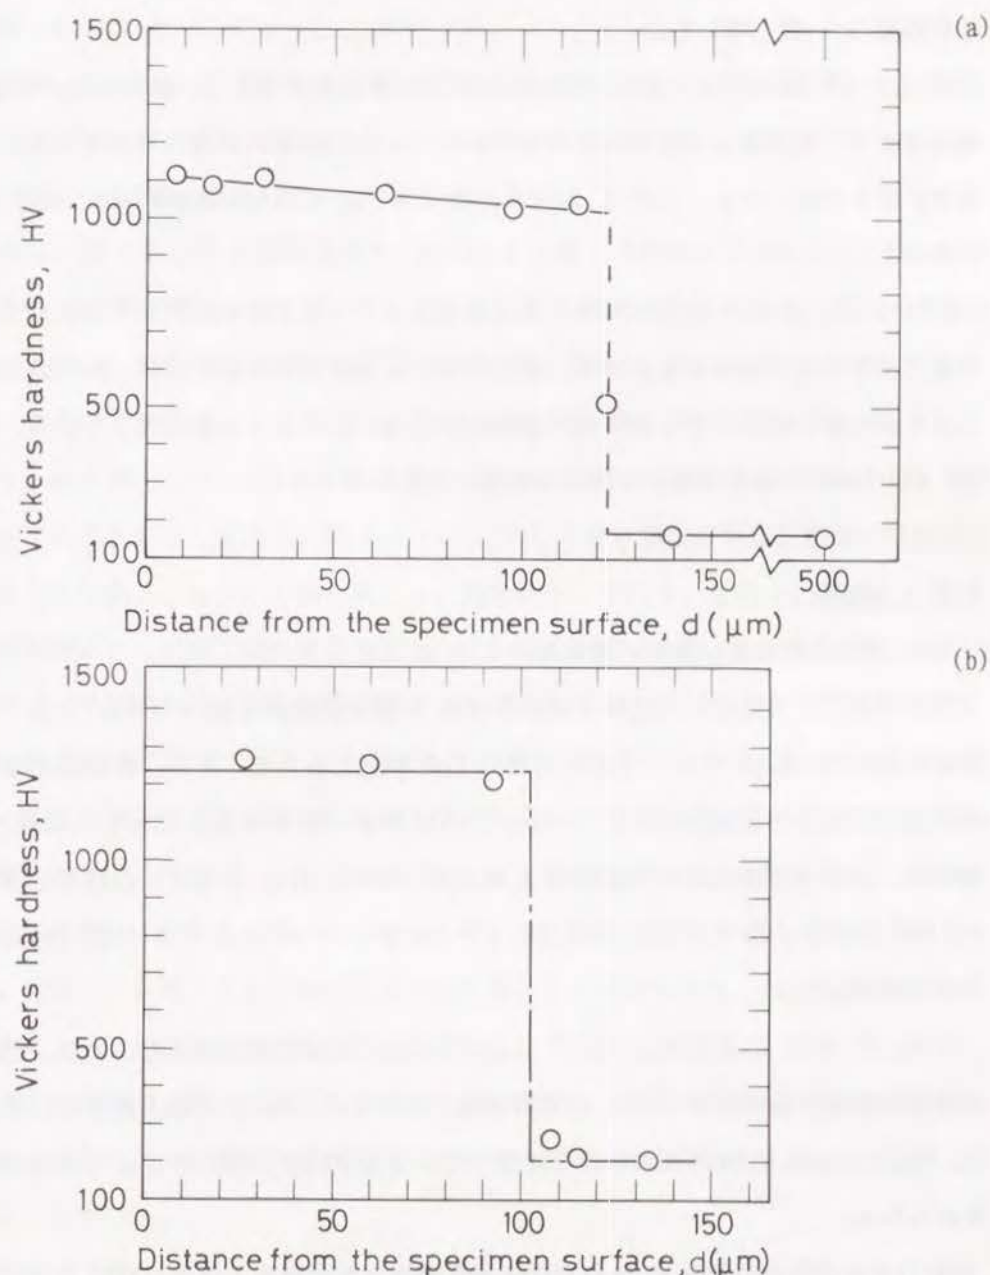 (a)
1500
1000
500
100
Vickers hardness, HV
0 50 100 150 500
Distance from the specimen surface, d (μm)
(b)
1500
1000
500
100
Vickers hardness.HV
0 50 100 150
Distance from the specimen surface, d(μm)